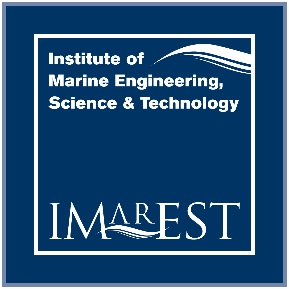 Institute of
Marine Engineering,
Science & Technology
IMarEST